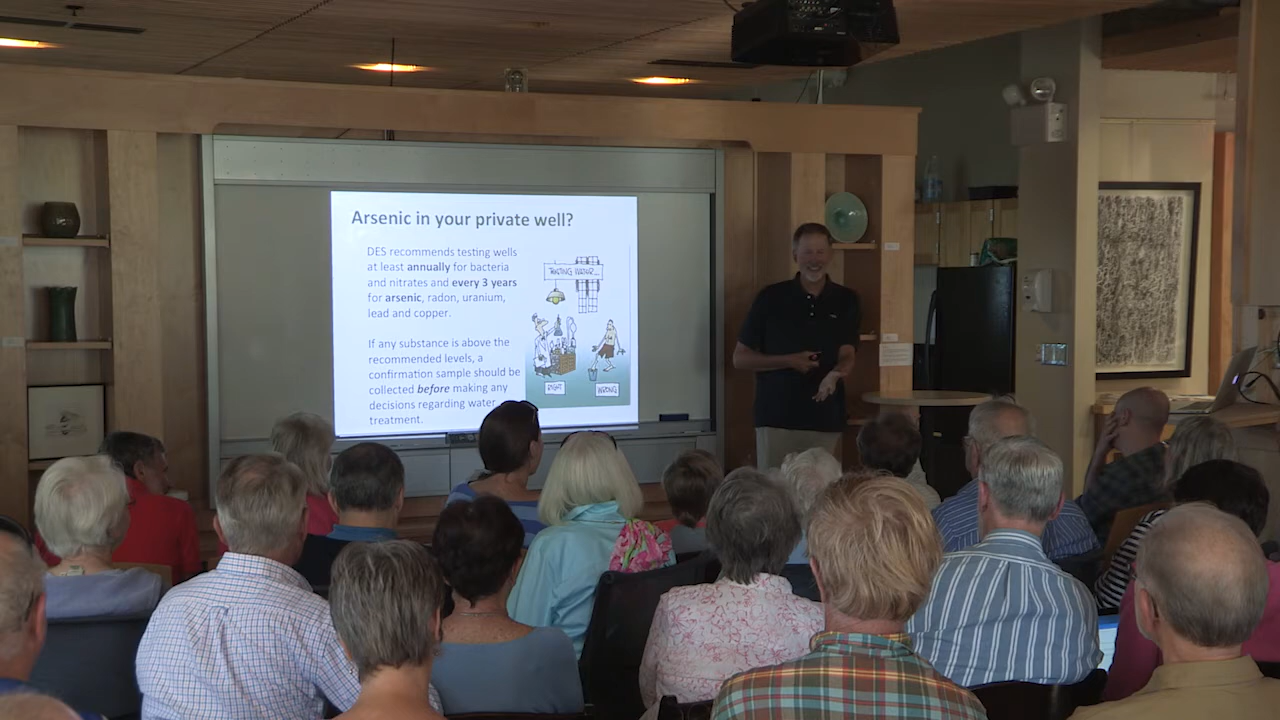 Arsenic in your private well?
DES recommends testing wells
at least annually for bacteria
and nitrates and every 3 years
for arsenic, radon, uranium,
lead and copper.
If any substance is above the
recommended levels, a
confirmation sample should be
collected before making any
decisions regarding water
treatment.
TESTING WATER...
RIGHT
WRONG